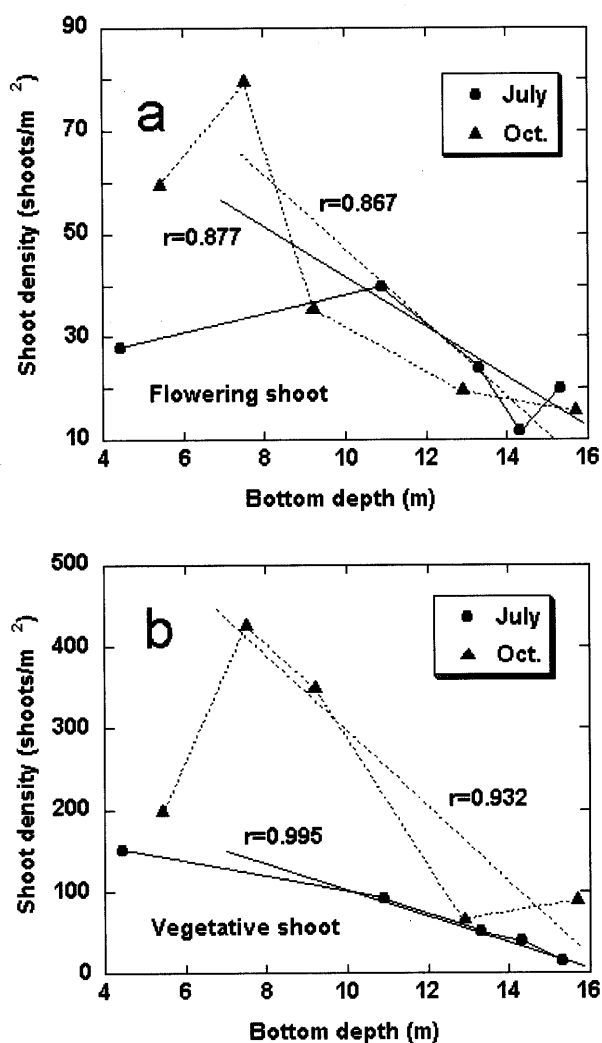 90
70
50
30
10
Shoot density (shoots/m 2)
a
July
Oct.
r=0.867
r=0.877
Flowering shoot
4 6 8 10 12 14 16
Bottom depth (m)
500
400
300
200
100
0
Shoot density (shoots/m 2)
b
July
Oct.
r=0.932
r=0.995
Vegetative shoot
4 6 8 10 12 14 16
Bottom depth (m)